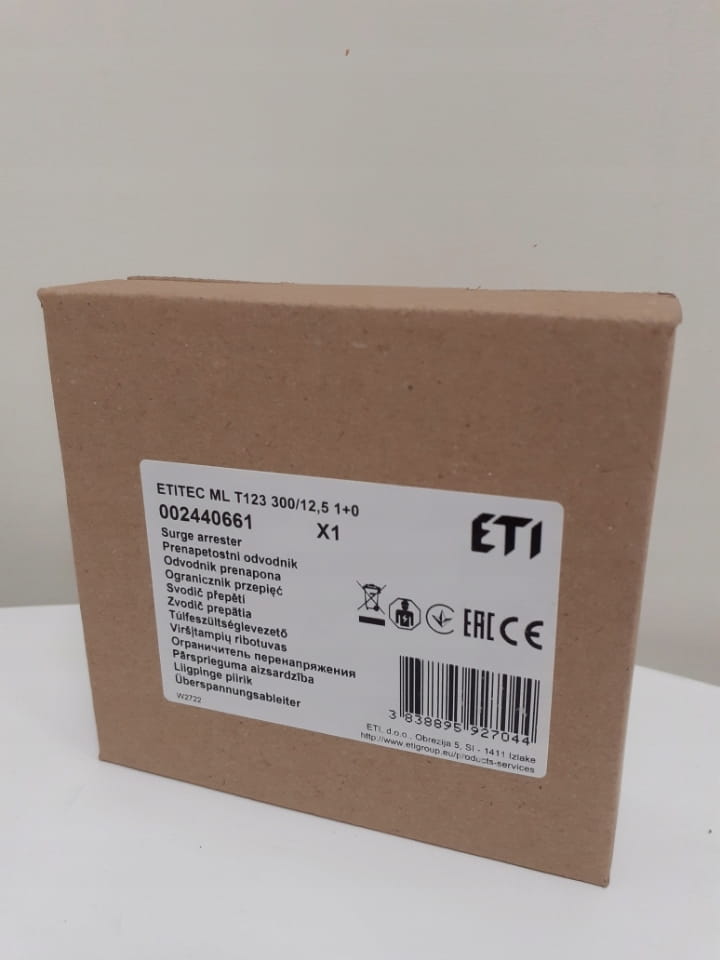 ETITEC ML T123 300/12,5 1+0
002440661 X1
ETI
Surge arrester
Prenapetostni odvodnik
Odvodnik prenapona
Ogranicznik przepięć
Svodič přepětí
Zvodič prepätia
Túlfeszültséglevezető
Viršįtampių ribotuvas
Ограничитель перенапряжения
Pārsprieguma aizsardzība
Liigpinge piirik
Überspannungsableiter
W2722
EAC CE
3 838895 927044
ETI, d.o.o., Obrezija 5, SI - 1411 Izlake
http://www.etigroup.eu/products-services